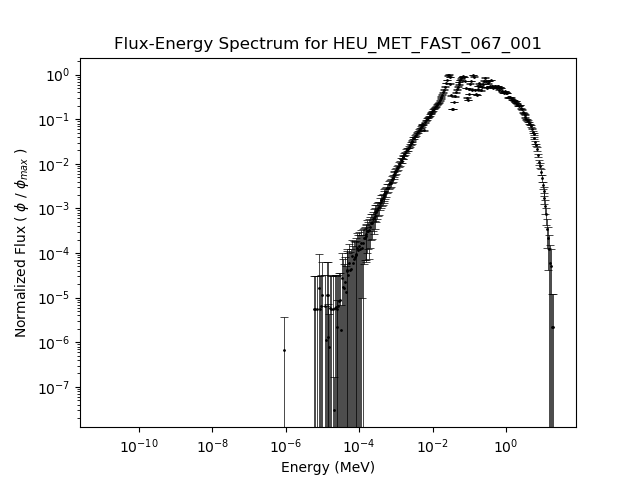 Flux-Energy Spectrum for HEU_MET_FAST_067_001
Normalized Flux ( ϕ / ϕ_max )
10^0
10^-1
10^-2
10^-3
10^-4
10^-5
10^-6
10^-7
10^-10 10^-8 10^-6 10^-4 10^-2 10^0
Energy (MeV)